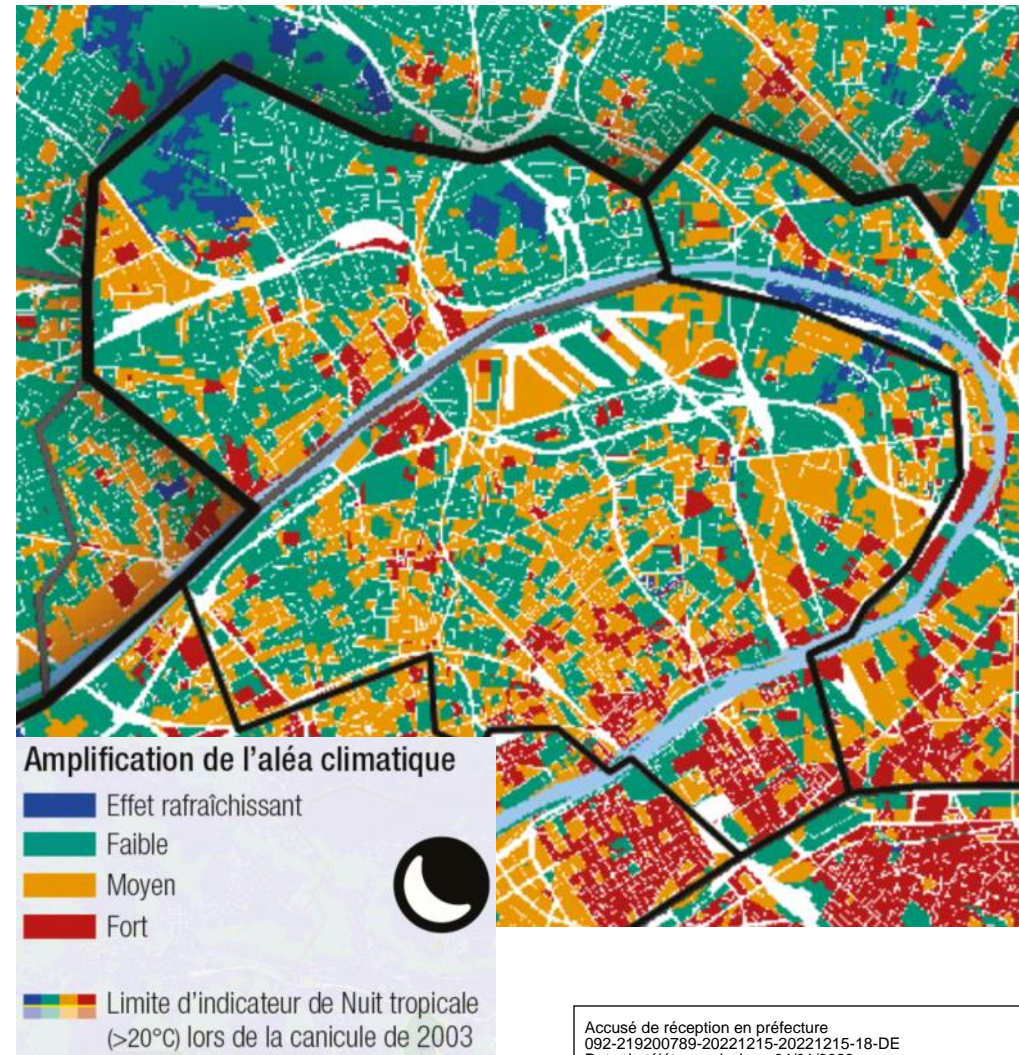 Amplification de l'aléa climatique
Effet rafraîchissant
Faible
Moyen
Fort
Limite d'indicateur de Nuit tropicale
(>20°C) lors de la canicule de 2003
Accusé de réception en préfecture
092-219200789-20221215-20221215-18-DE